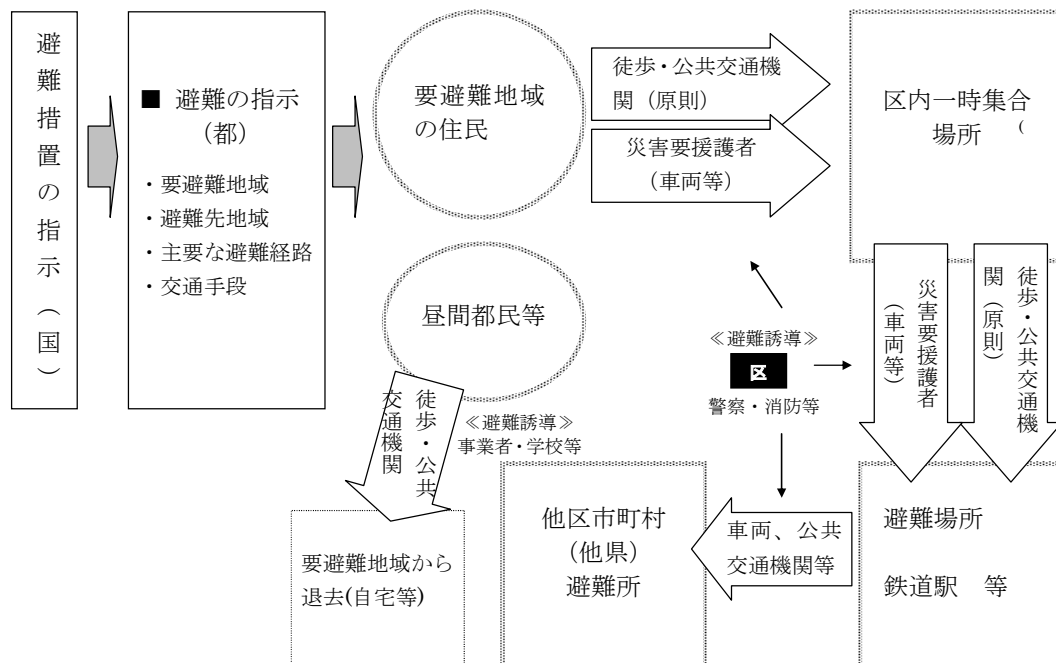 避難措置の指示（国）
■ 避難の指示
（都）
・要避難地域
・避難先地域
・主要な避難経路
・交通手段
要避難地域
の住民
徒歩・公共交通機
関（原則）
災害要援護者
（車両等）
区内一時集合
場所 （
昼間都民等
徒歩・公共
交通機関
≪避難誘導≫
事業者・学校等
≪避難誘導≫
区
警察・消防等
徒歩・公共交通機
関（原則）
災害要援護者
（車両等）
要避難地域から
退去(自宅等)
他区市町村
（他県）
避難所
車両、公共
交通機関等
避難場所
鉄道駅 等